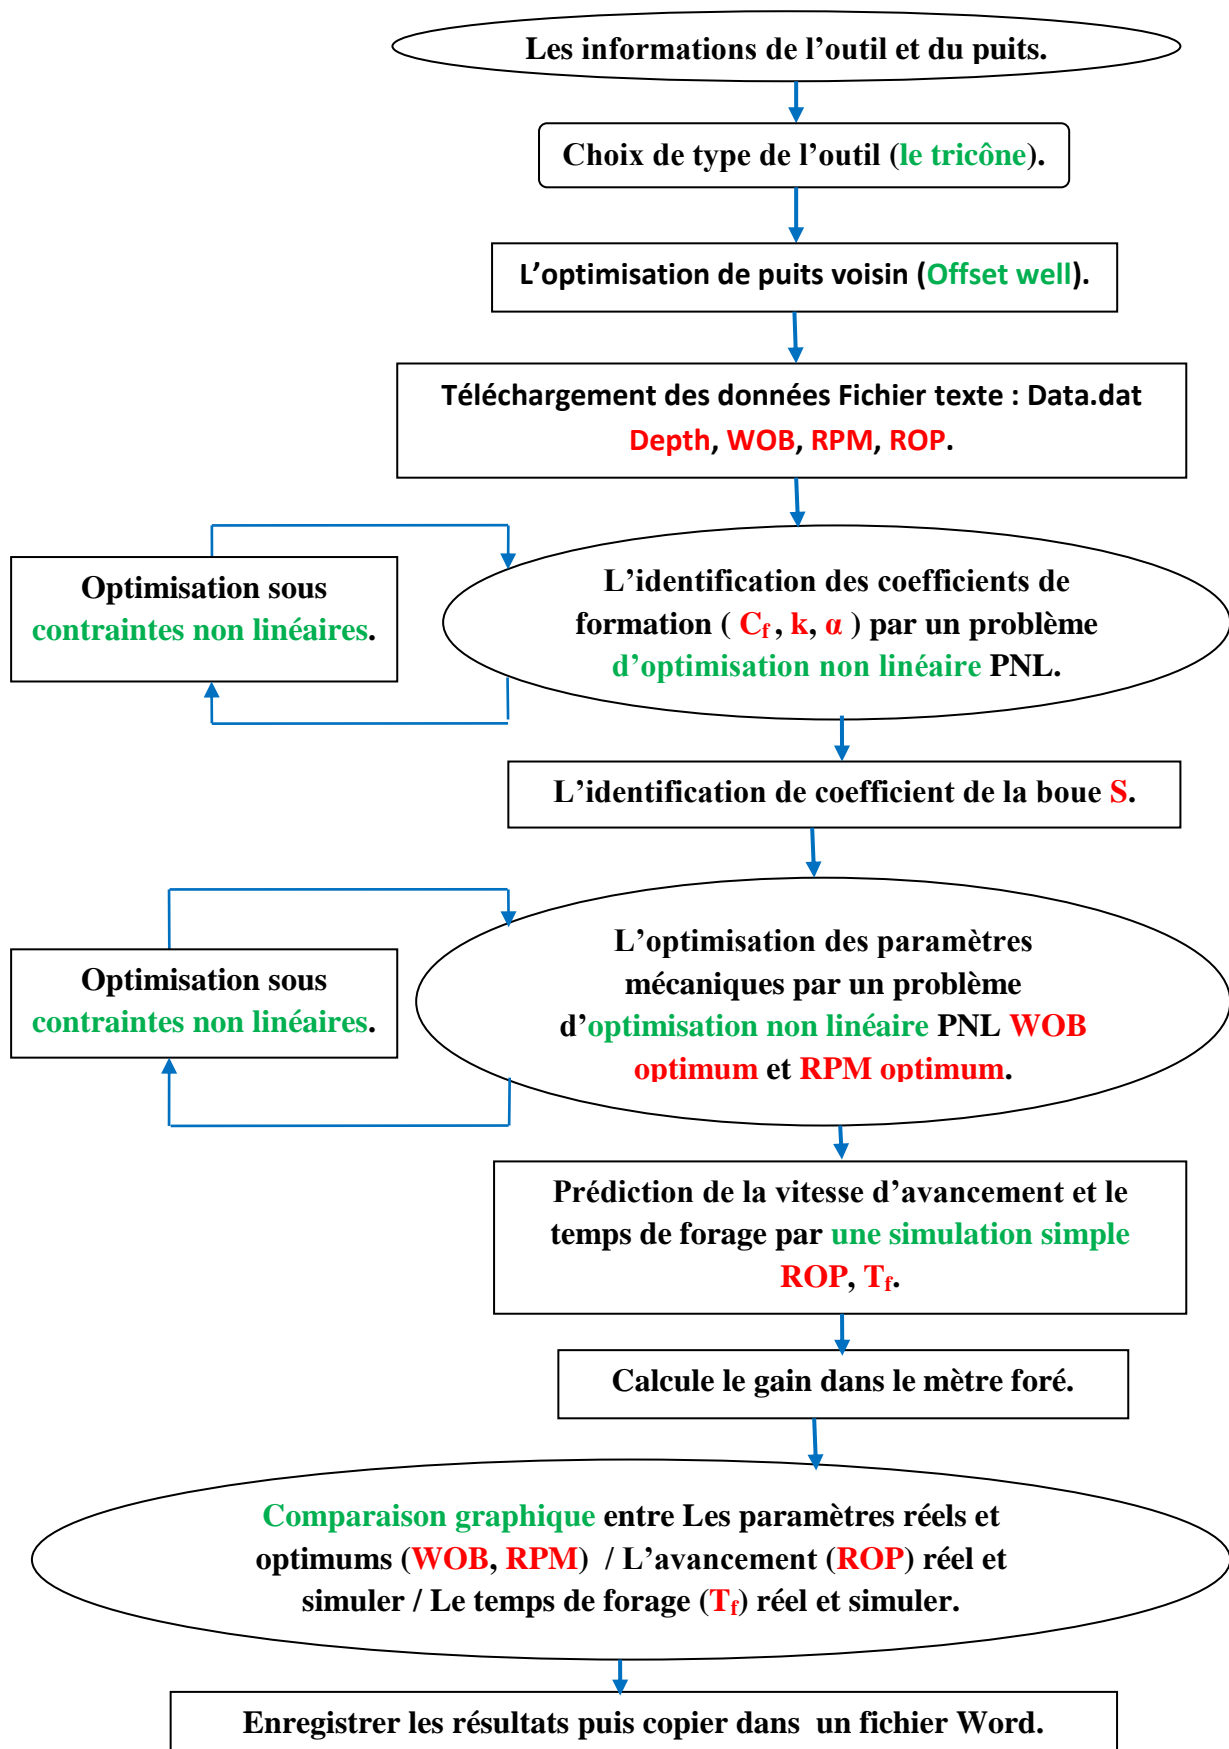 Les informations de l’outil et du puits.
Choix de type de l’outil (le tricône).
L’optimisation de puits voisin (Offset well).
Téléchargement des données Fichier texte : Data.dat
Depth, WOB, RPM, ROP.
Optimisation sous
contraintes non linéaires.
L’identification des coefficients de
formation ( Cf , k, α ) par un problème
d’optimisation non linéaire PNL.
L’identification de coefficient de la boue S.
Optimisation sous
contraintes non linéaires.
L’optimisation des paramètres
mécaniques par un problème
d’optimisation non linéaire PNL WOB
optimum et RPM optimum.
Prédiction de la vitesse d’avancement et le
temps de forage par une simulation simple
ROP, Tf.
Calcule le gain dans le mètre foré.
Comparaison graphique entre Les paramètres réels et
optimums (WOB, RPM) / L’avancement (ROP) réel et
simuler / Le temps de forage (Tf) réel et simuler.
Enregistrer les résultats puis copier dans un fichier Word.